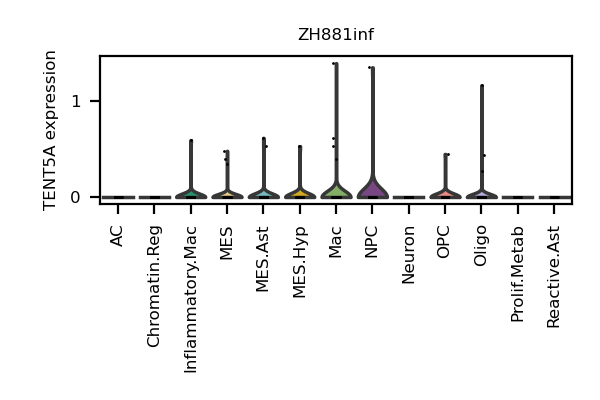 ZH881inf
TENT5A expression
1
0
AC
Chromatin.Reg
Inflammatory.Mac
MES
MES.Ast
MES.Hyp
Mac
NPC
Neuron
OPC
Oligo
Prolif.Metab
Reactive.Ast